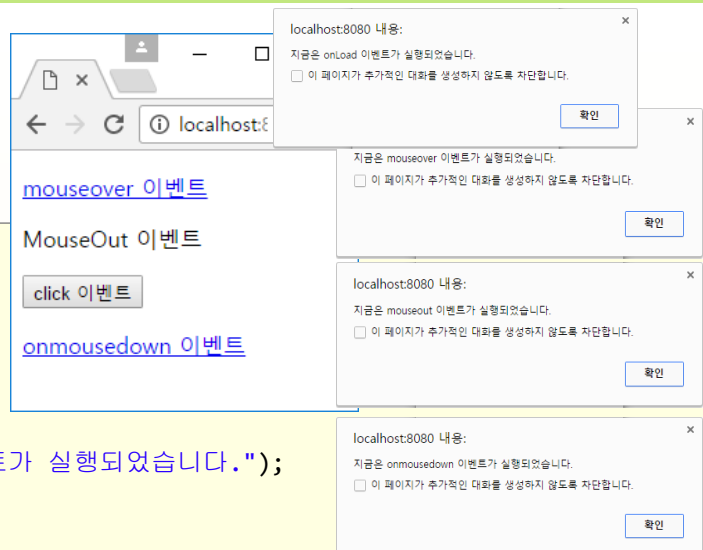 localhost:8
mouseover 이벤트
MouseOut 이벤트
click 이벤트
onmousedown 이벤트
localhost:8080 내용:
지금은 onLoad 이벤트가 실행되었습니다.
이 페이지가 추가적인 대화를 생성하지 않도록 차단합니다.
확인
지금은 mouseover 이벤트가 실행되었습니다.
이 페이지가 추가적인 대화를 생성하지 않도록 차단합니다.
확인
localhost:8080 내용:
지금은 mouseout 이벤트가 실행되었습니다.
이 페이지가 추가적인 대화를 생성하지 않도록 차단합니다.
확인
localhost:8080 내용:
지금은 onmousedown 이벤트가 실행되었습니다.
이 페이지가 추가적인 대화를 생성하지 않도록 차단합니다.
확인
트가 실행되었습니다.");